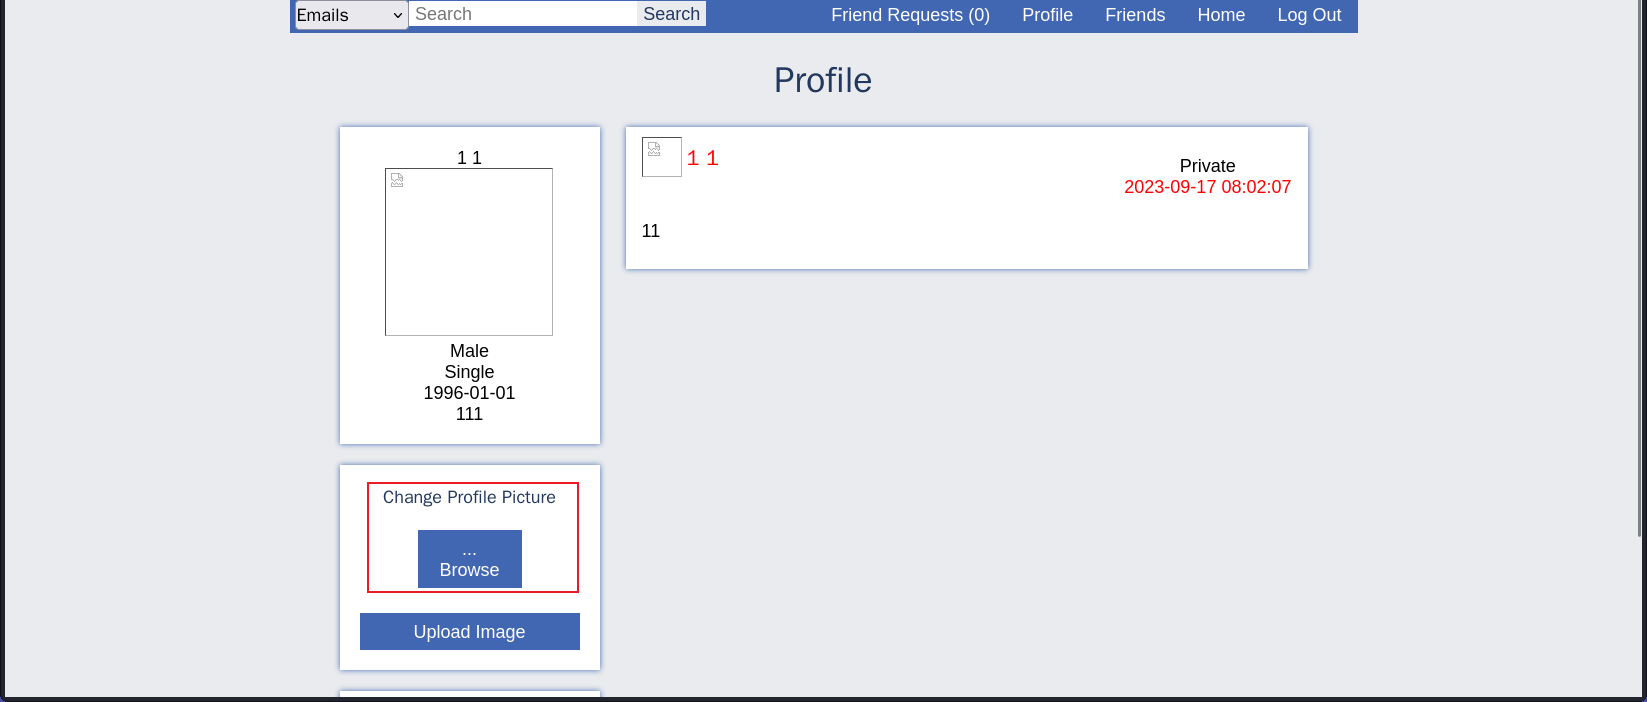 Emails Search Search Friend Requests (0) Profile Friends Home Log Out
Profile
1 1
Male
Single
1996-01-01
111
1 1
Private
2023-09-17 08:02:07
11
Change Profile Picture
...
Browse
Upload Image